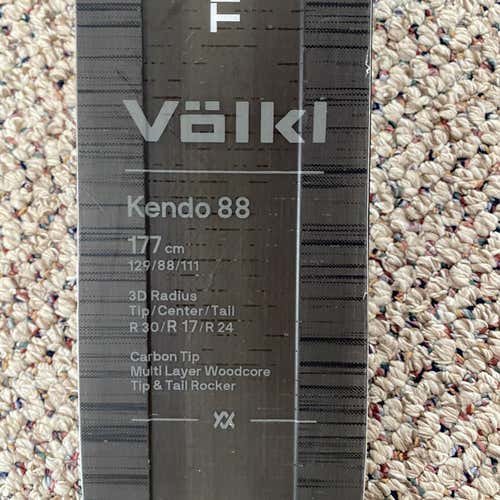 Völkl
Kendo 88
177 cm
129/88/111
3D Radius
Tip/Center/Tail
R 30/R 17/R 24
Carbon Tip
Multi Layer Woodcore
Tip & Tail Rocker